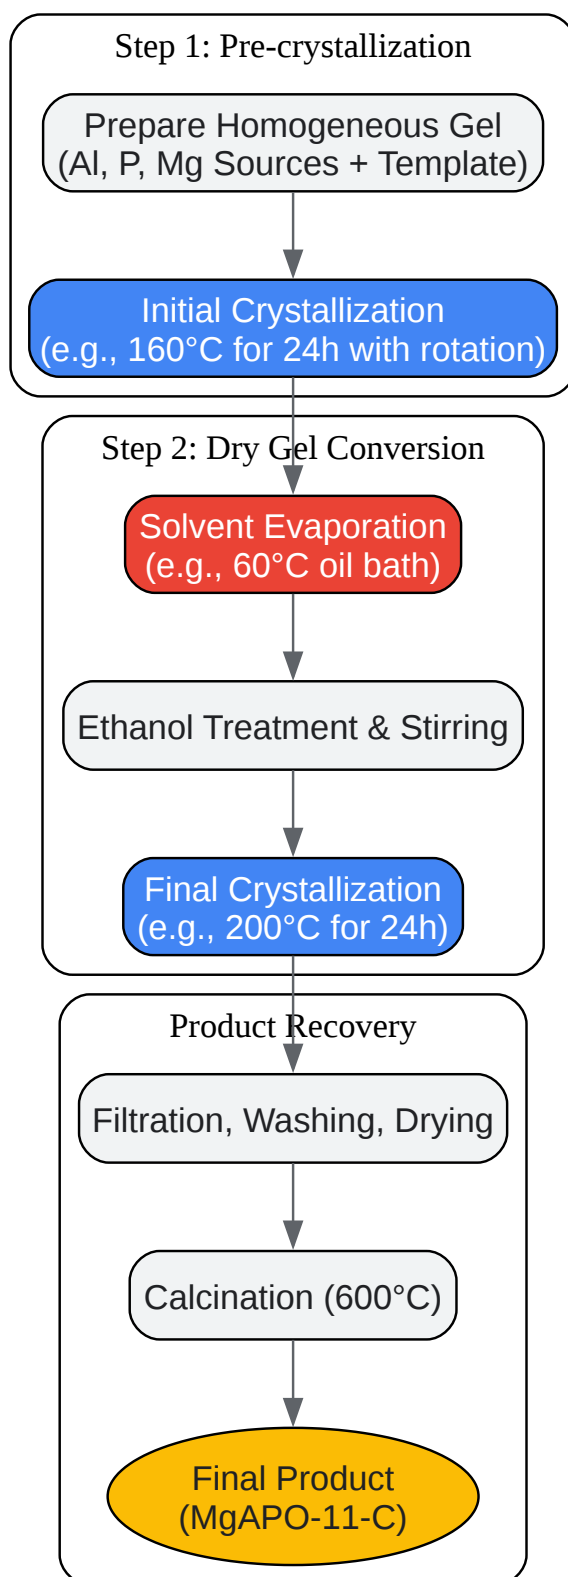 Step 1: Pre-crystallization
Prepare Homogeneous Gel
(Al, P, Mg Sources + Template)
Initial Crystallization
(e.g., 160°C for 24h with rotation)
Step 2: Dry Gel Conversion
Solvent Evaporation
(e.g., 60°C oil bath)
Ethanol Treatment & Stirring
Final Crystallization
(e.g., 200°C for 24h)
Product Recovery
Filtration, Washing, Drying
Calcination (600°C)
Final Product
(MgAPO-11-C)